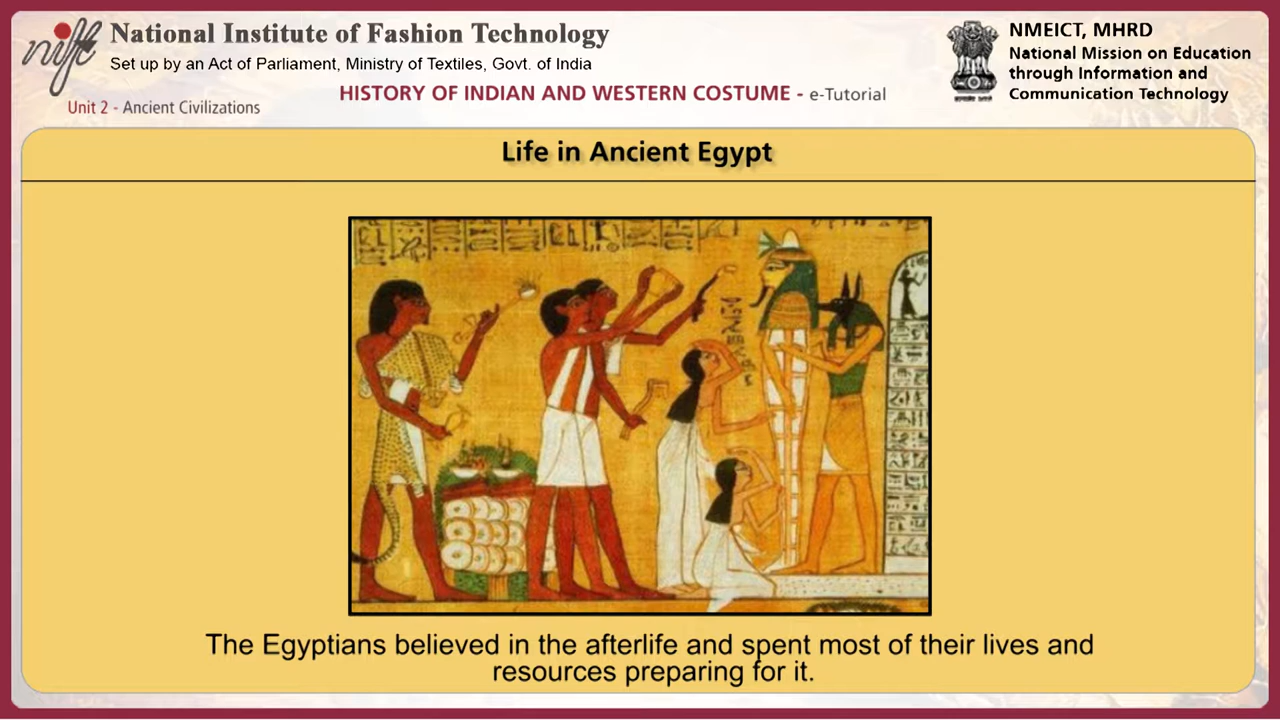 nift
National Institute of Fashion Technology
Set up by an Act of Parliament, Ministry of Textiles, Govt. of India
Unit 2 - Ancient Civilizations
HISTORY OF INDIAN AND WESTERN COSTUME - e-Tutorial
NMEICT, MHRD
National Mission on Education
through Information and
Communication Technology
Life in Ancient Egypt
The Egyptians believed in the afterlife and spent most of their lives and
resources preparing for it.